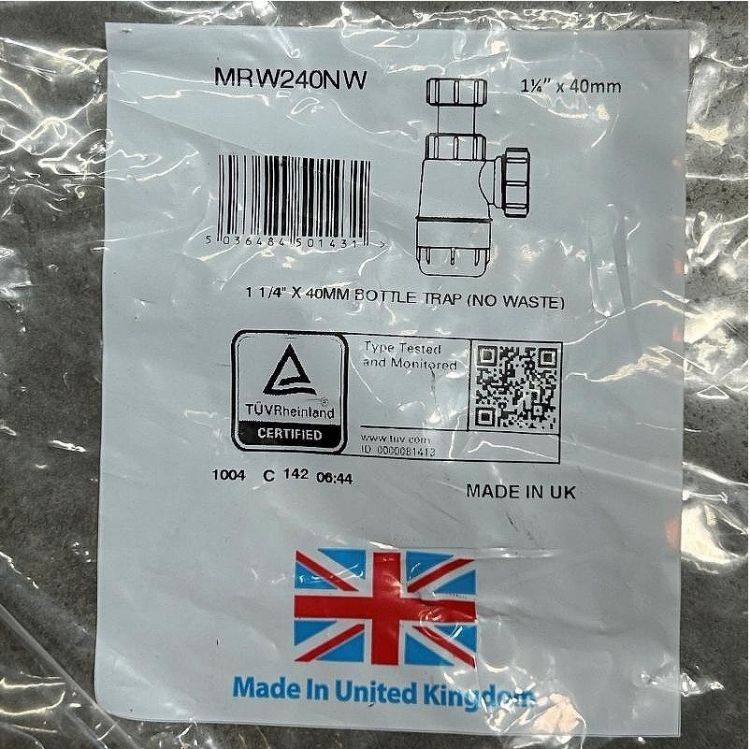 MRW240NW
1¼" x 40mm
5 036484 501431 >
1 1/4" X 40MM BOTTLE TRAP (NO WASTE)
TÜVRheinland®
CERTIFIED
Type Tested
and Monitored
www.tuv.com
ID 0000081413
1004 C 142 06:44
MADE IN UK
Made In United Kingdom